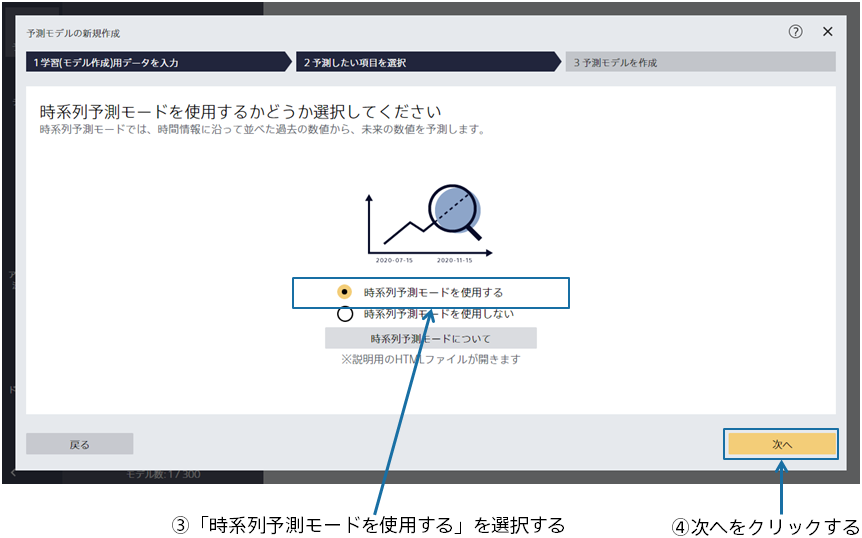 予測モデルの新規作成
1 学習(モデル作成)用データを入力
2 予測したい項目を選択
3 予測モデルを作成
時系列予測モードを使用するかどうか選択してください
時系列予測モードでは、時間情報に沿って並べた過去の数値から、未来の数値を予測します。
2020-07-15
2020-11-15
時系列予測モードを使用する
時系列予測モードを使用しない
時系列予測モードについて
※説明用のHTMLファイルが開きます
戻る
次へ
モデル数: 1 / 300
③「時系列予測モードを使用する」を選択する
④次へをクリックする